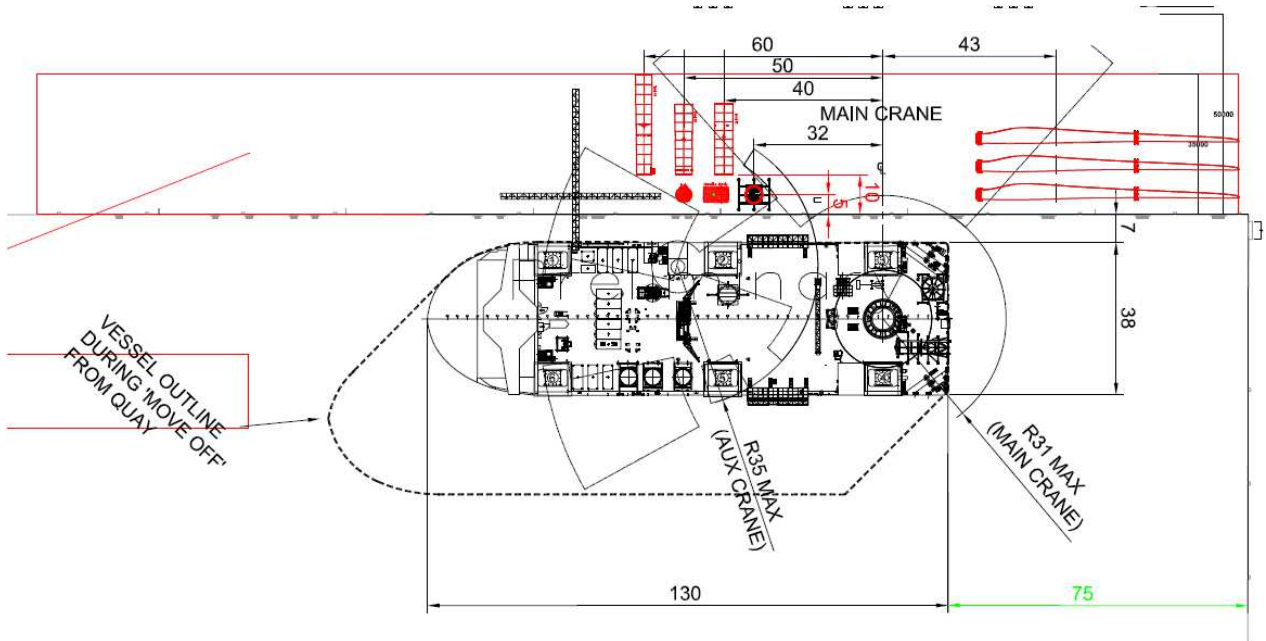 60
43
50
50000
40
MAIN CRANE
35000
32
10
5
7
38
VESSEL OUTLINE
DURING 'MOVE OFF'
FROM QUAY
R35 MAX
(AUX CRANE)
R31 MAX
(MAIN CRANE)
130
75